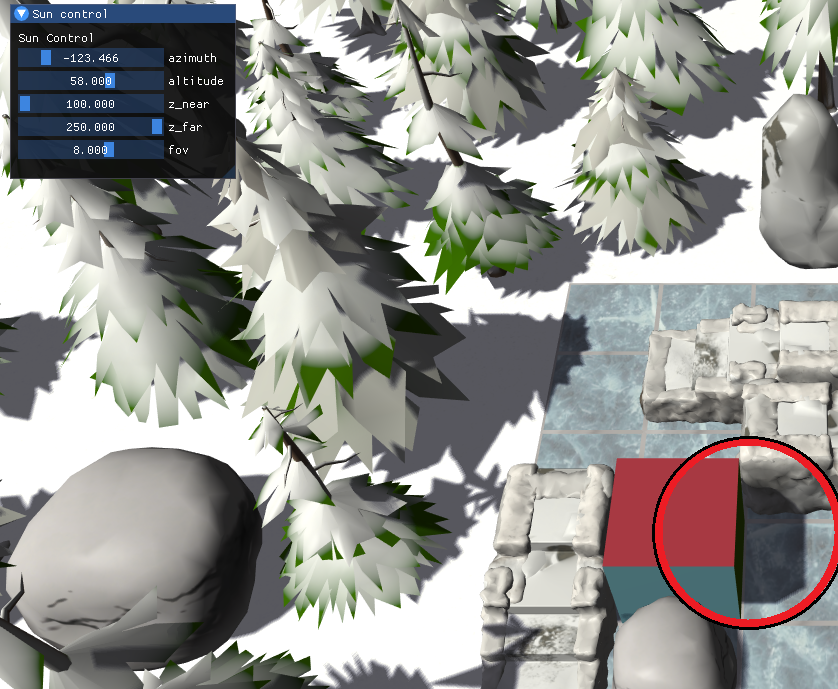 Sun control
Sun Control
-123.466 azimuth
58.000 altitude
100.000 z_near
250.000 z_far
8.000 fov